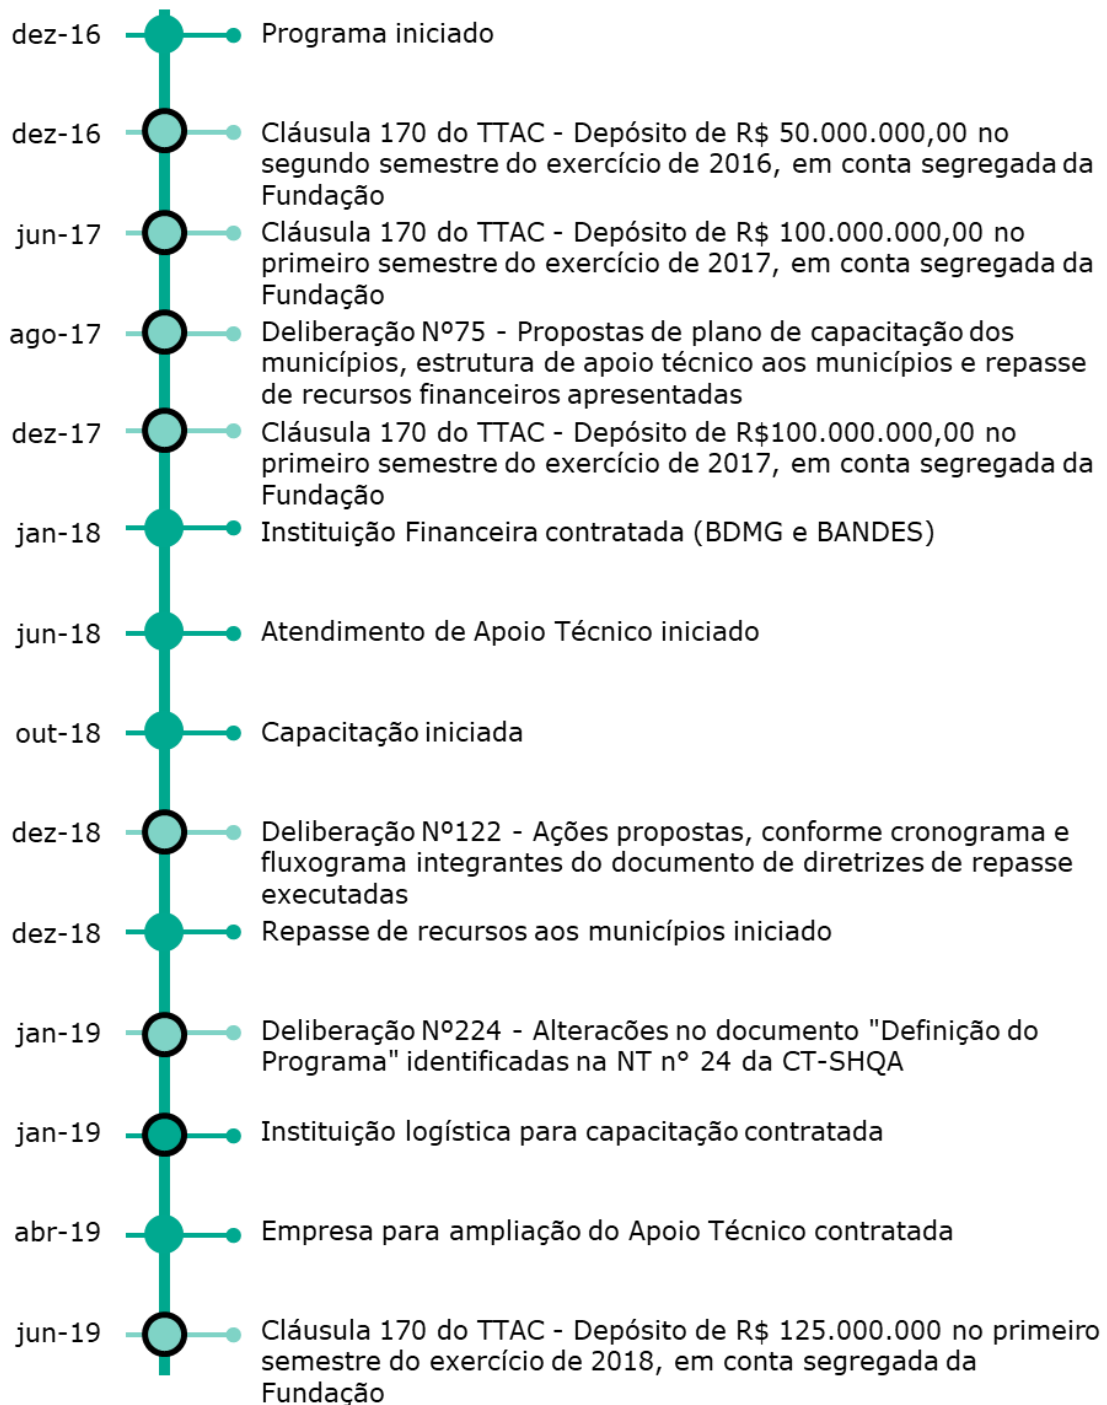 dez-16 Programa iniciado
dez-16 Cláusula 170 do TTAC - Depósito de R$ 50.000.000,00 no
segundo semestre do exercício de 2016, em conta segregada da
Fundação
jun-17 Cláusula 170 do TTAC - Depósito de R$ 100.000.000,00 no
primeiro semestre do exercício de 2017, em conta segregada da
Fundação
ago-17 Deliberação Nº75 - Propostas de plano de capacitação dos
municípios, estrutura de apoio técnico aos municípios e repasse
de recursos financeiros apresentadas
dez-17 Cláusula 170 do TTAC - Depósito de R$100.000.000,00 no
primeiro semestre do exercício de 2017, em conta segregada da
Fundação
jan-18 Instituição Financeira contratada (BDMG e BANDES)
jun-18 Atendimento de Apoio Técnico iniciado
out-18 Capacitação iniciada
dez-18 Deliberação Nº122 - Ações propostas, conforme cronograma e
fluxograma integrantes do documento de diretrizes de repasse
executadas
dez-18 Repasse de recursos aos municípios iniciado
jan-19 Deliberação Nº224 - Alteracões no documento "Definição do
Programa" identificadas na NT n° 24 da CT-SHQA
jan-19 Instituição logística para capacitação contratada
abr-19 Empresa para ampliação do Apoio Técnico contratada
jun-19 Cláusula 170 do TTAC - Depósito de R$ 125.000.000 no primeiro
semestre do exercício de 2018, em conta segregada da
Fundação